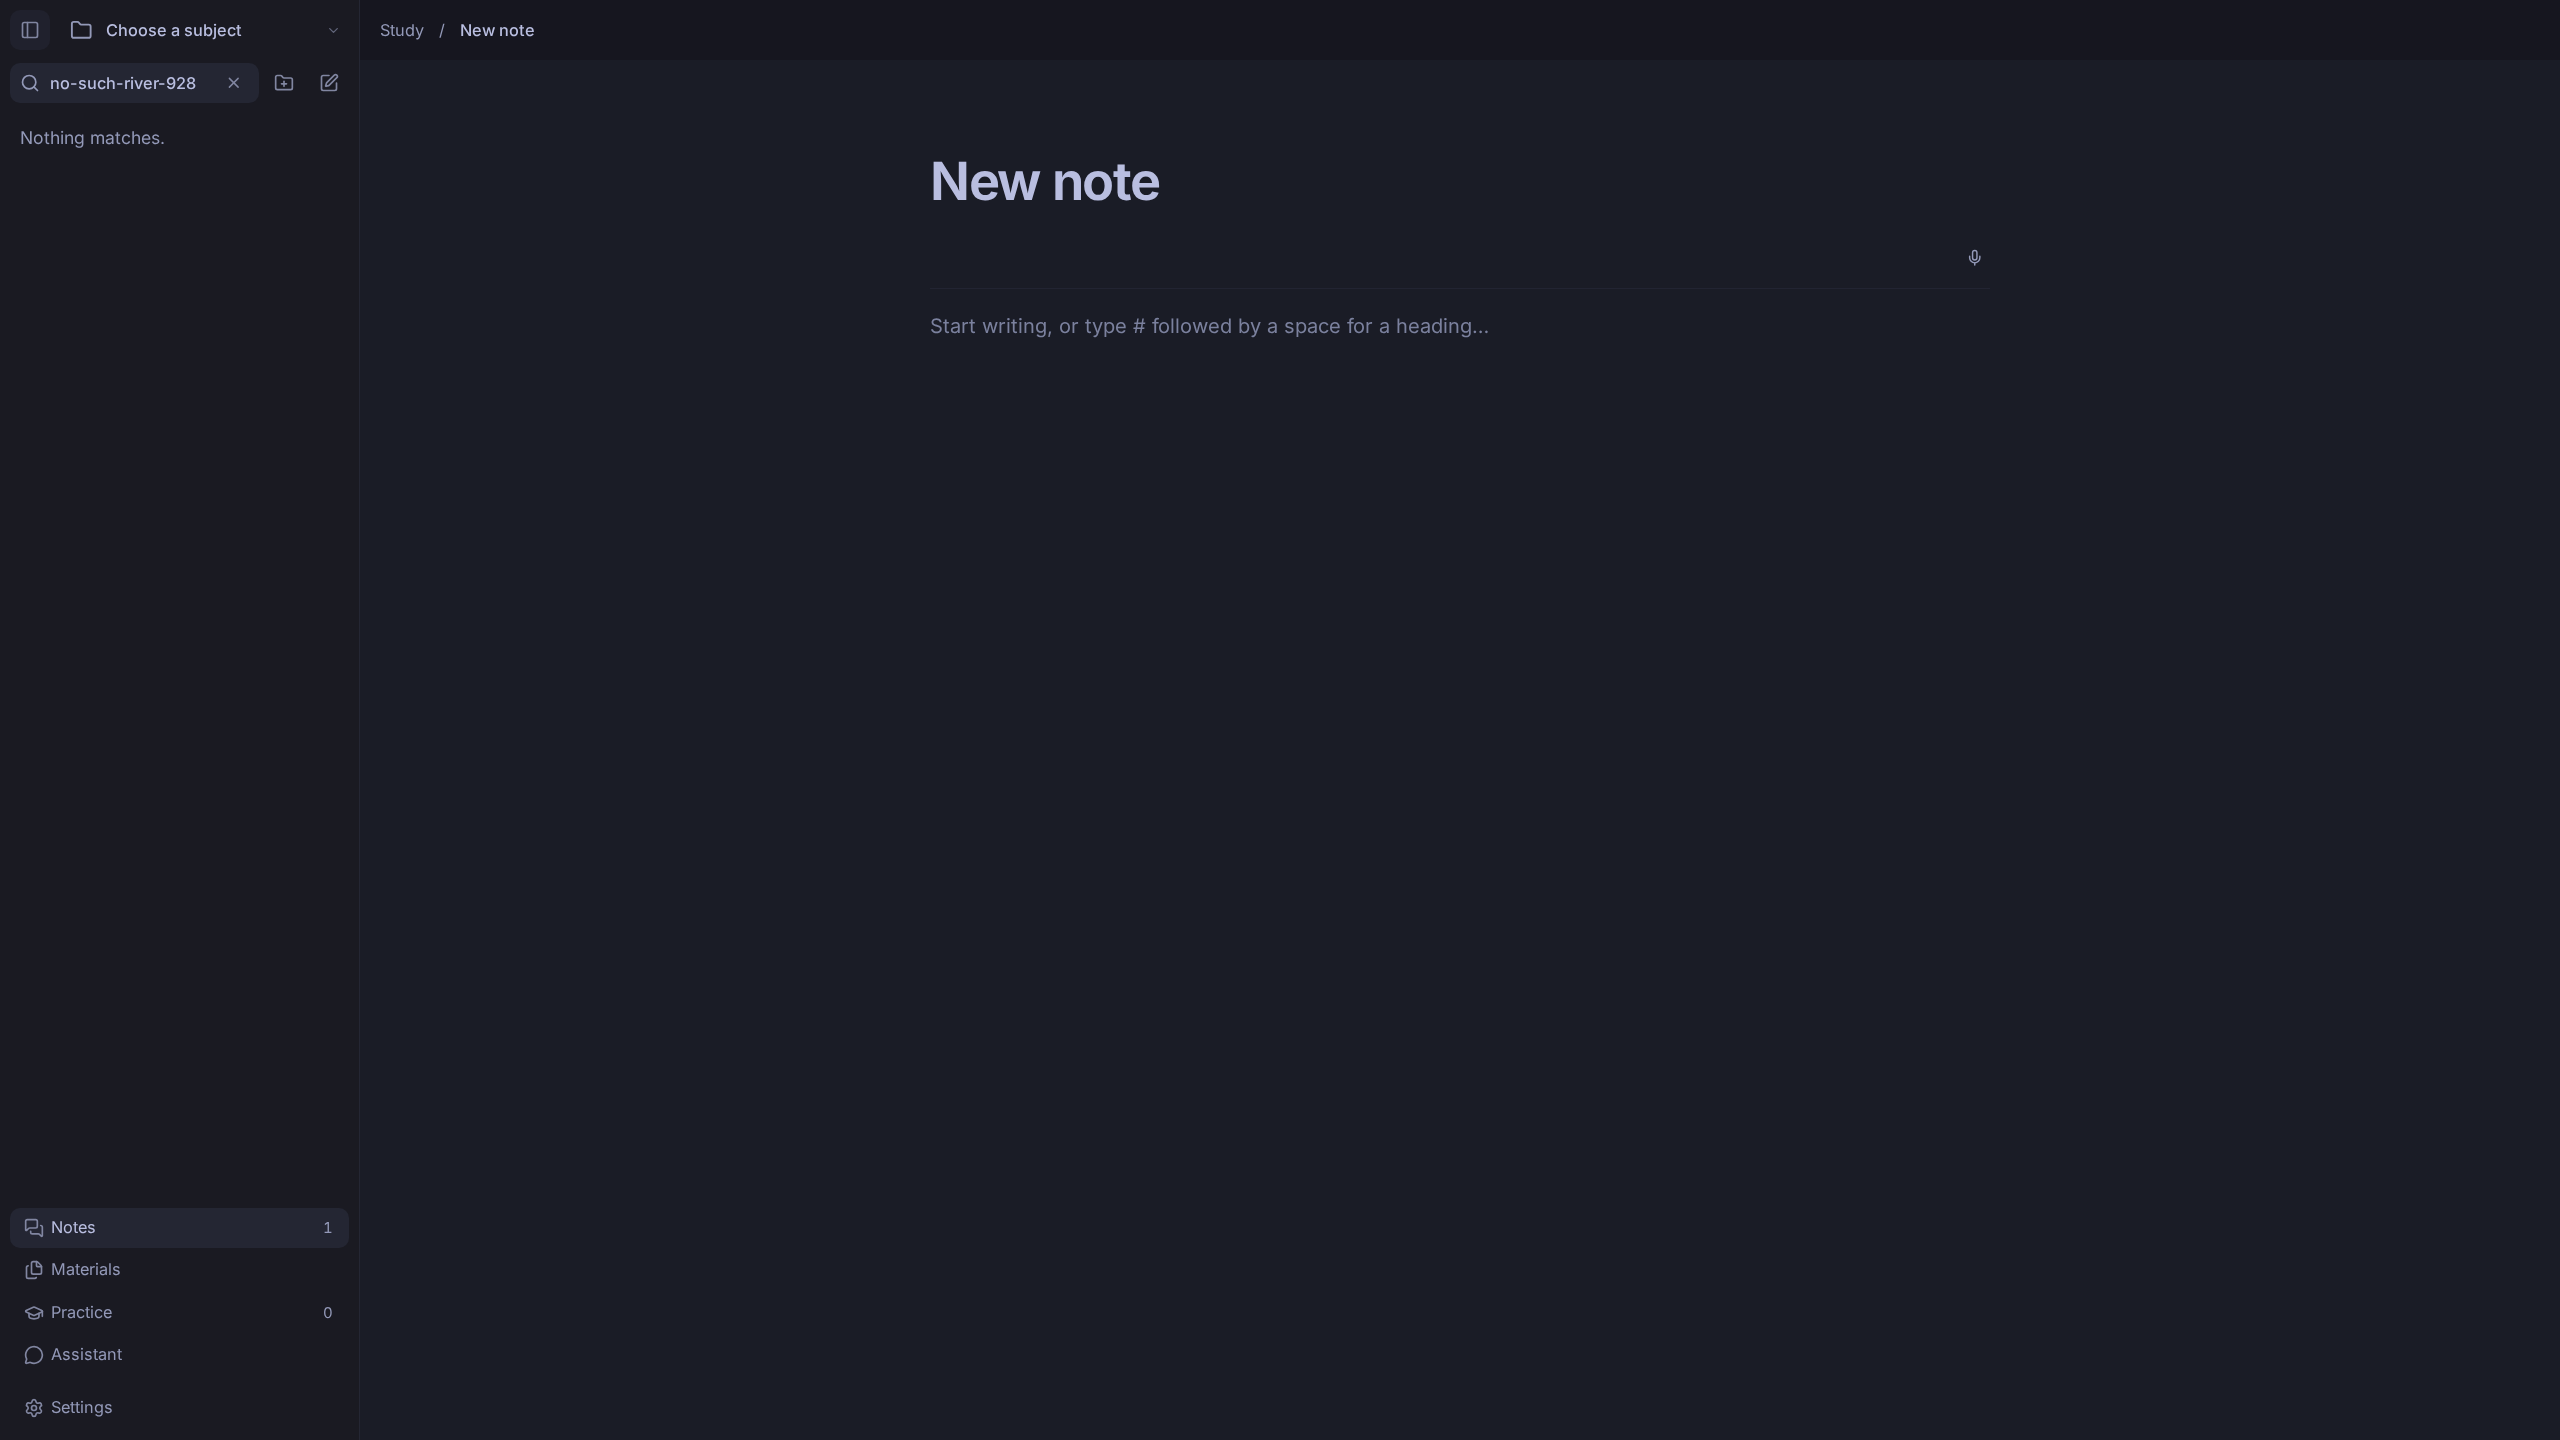 Choose a subject
Study / New note
no-such-river-928
Nothing matches.
New note
Start writing, or type # followed by a space for a heading...
Notes 1
Materials
Practice 0
Assistant
Settings